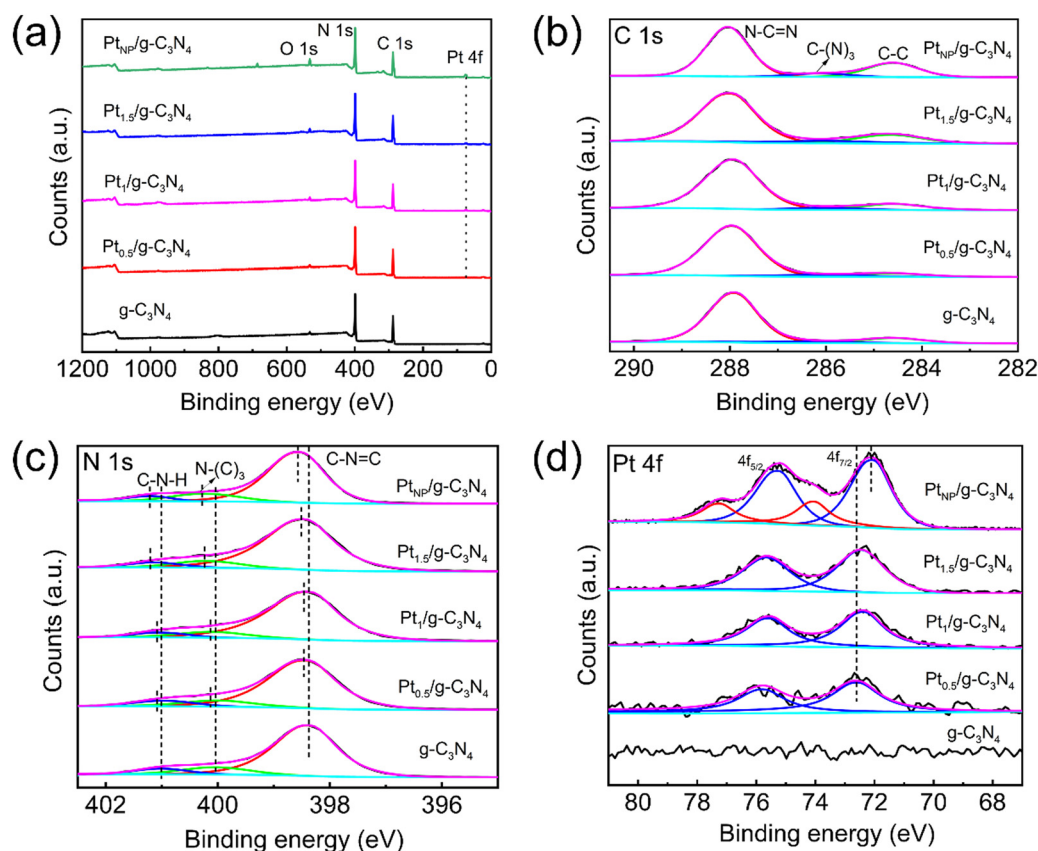 (a)
Pt_NP/g-C₃N₄
O 1s
N 1s
C 1s
Pt 4f
Pt₁.₅/g-C₃N₄
Pt₁/g-C₃N₄
Pt₀.₅/g-C₃N₄
g-C₃N₄
Counts (a.u.)
1200 1000 800 600 400 200 0
Binding energy (eV)
(b)
C 1s
N-C=N
C-(N)₃
C-C
Pt_NP/g-C₃N₄
Pt₁.₅/g-C₃N₄
Pt₁/g-C₃N₄
Pt₀.₅/g-C₃N₄
g-C₃N₄
Counts (a.u.)
290 288 286 284 282
Binding energy (eV)
(c)
N 1s
C-N-H
N-(C)₃
C-N=C
Pt_NP/g-C₃N₄
Pt₁.₅/g-C₃N₄
Pt₁/g-C₃N₄
Pt₀.₅/g-C₃N₄
g-C₃N₄
Counts (a.u.)
402 400 398 396
Binding energy (eV)
(d)
Pt 4f
4f₅/₂
4f₇/₂
Pt_NP/g-C₃N₄
Pt₁.₅/g-C₃N₄
Pt₁/g-C₃N₄
Pt₀.₅/g-C₃N₄
g-C₃N₄
Counts (a.u.)
80 78 76 74 72 70 68
Binding energy (eV)